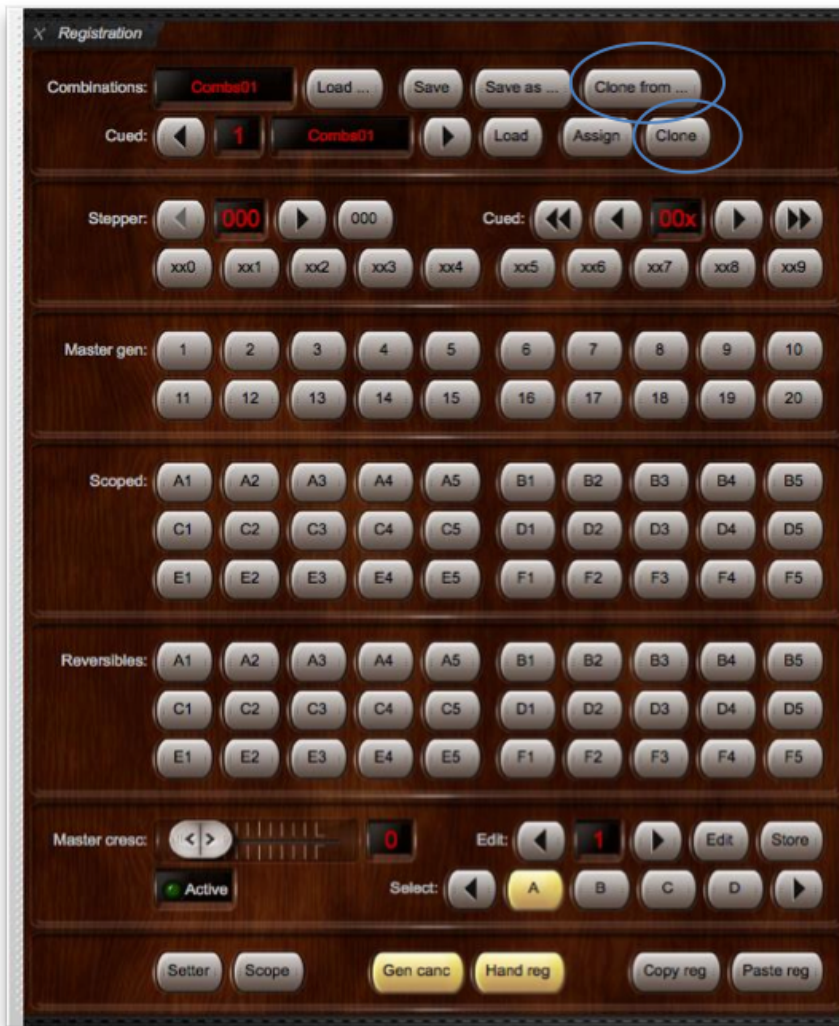 X Registration
Combinations: Combs01 Load ... Save Save as ... Clone from ...
Cued: 1 Combs01 Load Assign Clone
Stepper: 000 000 Cued: 00x
xx0 xx1 xx2 xx3 xx4 xx5 xx6 xx7 xx8 xx9
Master gen: 1 2 3 4 5 6 7 8 9 10
11 12 13 14 15 16 17 18 19 20
Scoped: A1 A2 A3 A4 A5 B1 B2 B3 B4 B5
C1 C2 C3 C4 C5 D1 D2 D3 D4 D5
E1 E2 E3 E4 E5 F1 F2 F3 F4 F5
Reversibles: A1 A2 A3 A4 A5 B1 B2 B3 B4 B5
C1 C2 C3 C4 C5 D1 D2 D3 D4 D5
E1 E2 E3 E4 E5 F1 F2 F3 F4 F5
Master cresc: < > 0 Edit: 1 Edit Store
Active Select: A B C D
Setter Scope Gen canc Hand reg Copy reg Paste reg